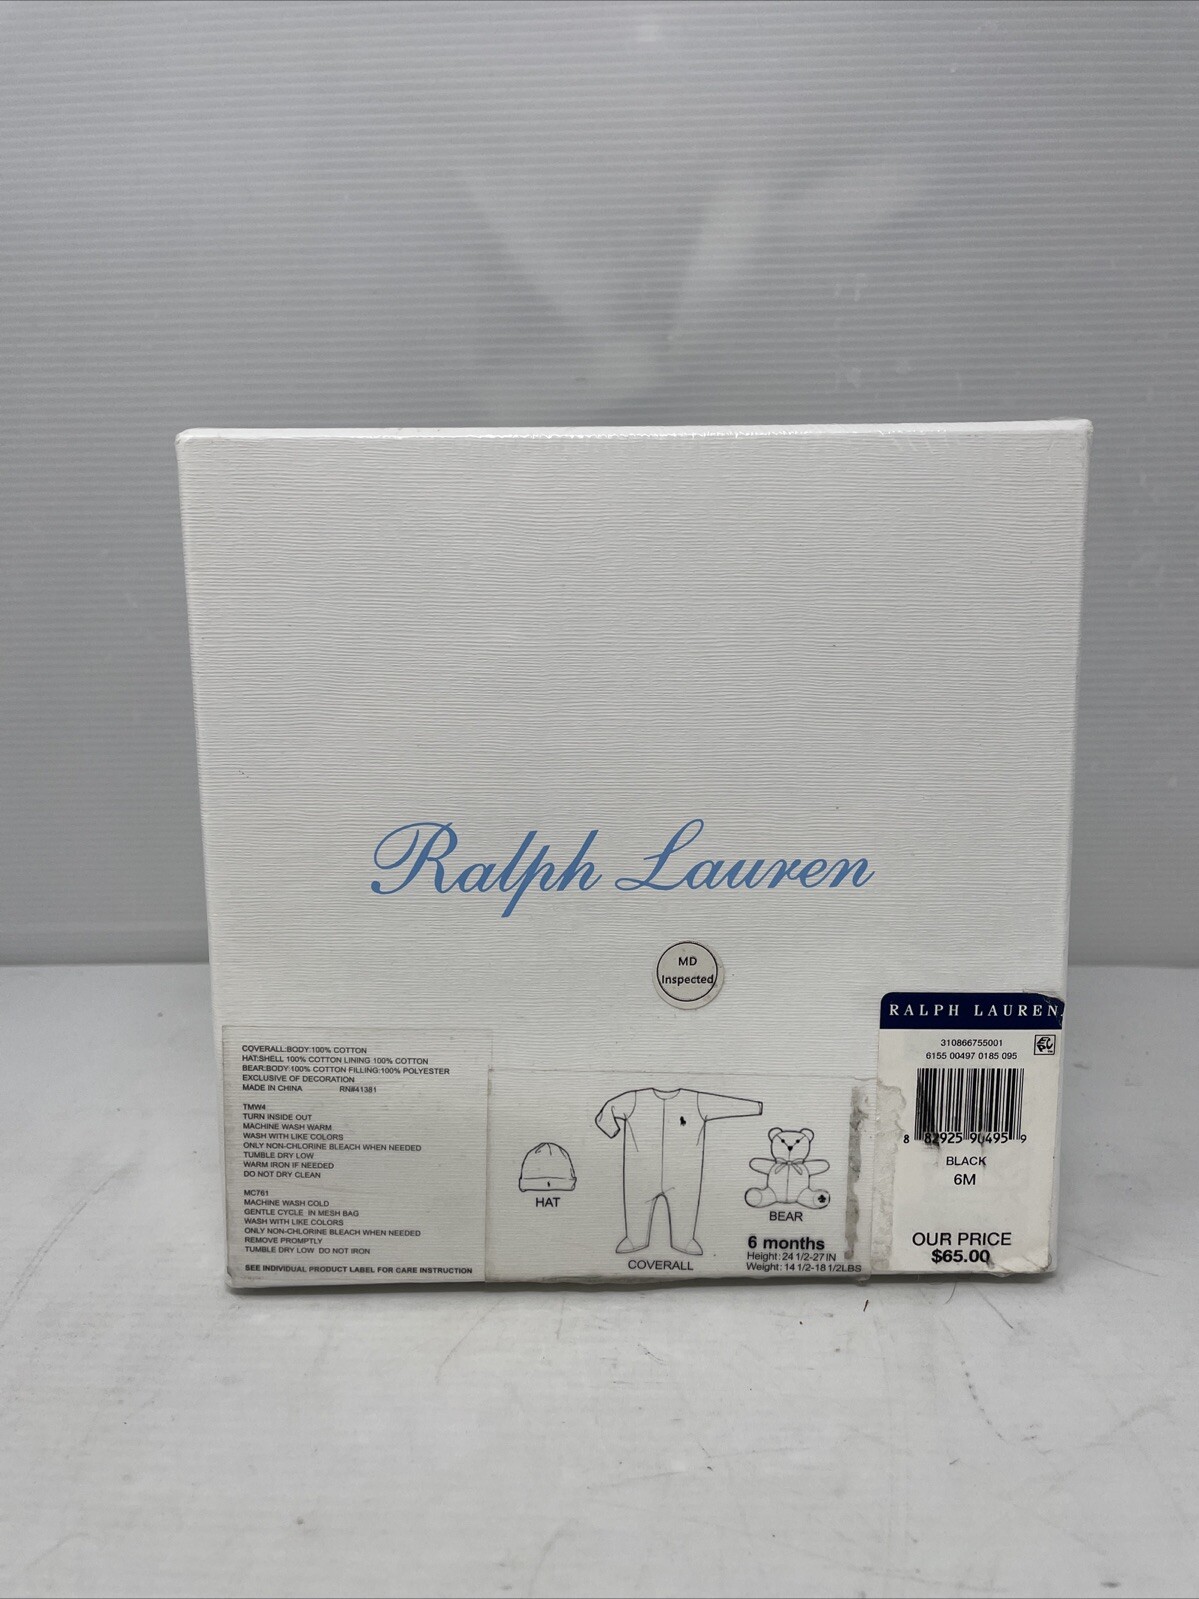 Ralph Lauren
MD
Inspected
COVERALL:BODY:100% COTTON
HAT:SHELL 100% COTTON LINING 100% COTTON
BEAR:BODY:100% COTTON FILLING:100% POLYESTER
EXCLUSIVE OF DECORATION
MADE IN CHINA RN#41381
TMW4
TURN INSIDE OUT
MACHINE WASH WARM
WASH WITH LIKE COLORS
ONLY NON-CHLORINE BLEACH WHEN NEEDED
TUMBLE DRY LOW
WARM IRON IF NEEDED
DO NOT DRY CLEAN
MC761
MACHINE WASH COLD
GENTLE CYCLE IN MESH BAG
WASH WITH LIKE COLORS
ONLY NON-CHLORINE BLEACH WHEN NEEDED
REMOVE PROMPTLY
TUMBLE DRY LOW DO NOT IRON
SEE INDIVIDUAL PRODUCT LABEL FOR CARE INSTRUCTION
HAT
COVERALL
BEAR
6 months
Height: 24 1/2-27 IN
Weight: 14 1/2-18 1/2LBS
RALPH LAUREN
310866755001
6155 00497 0185 095
8 82925 90495 9
BLACK
6M
OUR PRICE
$65.00